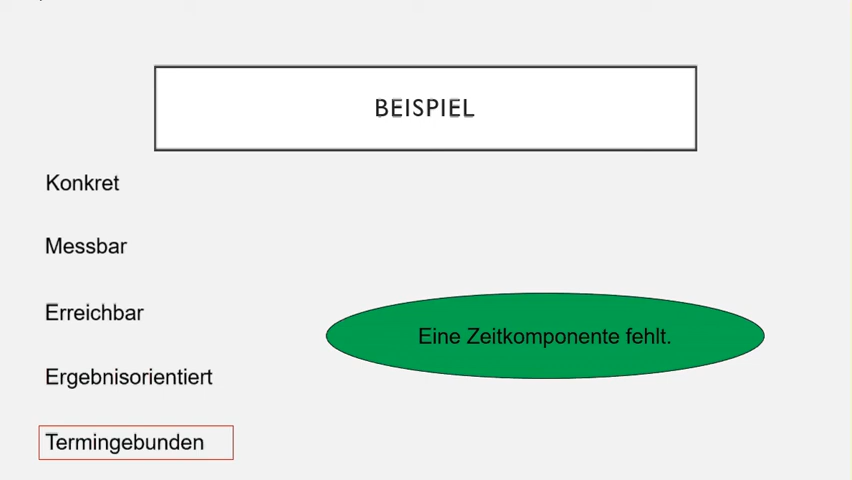 BEISPIEL
Konkret
Messbar
Erreichbar
Eine Zeitkomponente fehlt.
Ergebnisorientiert
Termingebunden